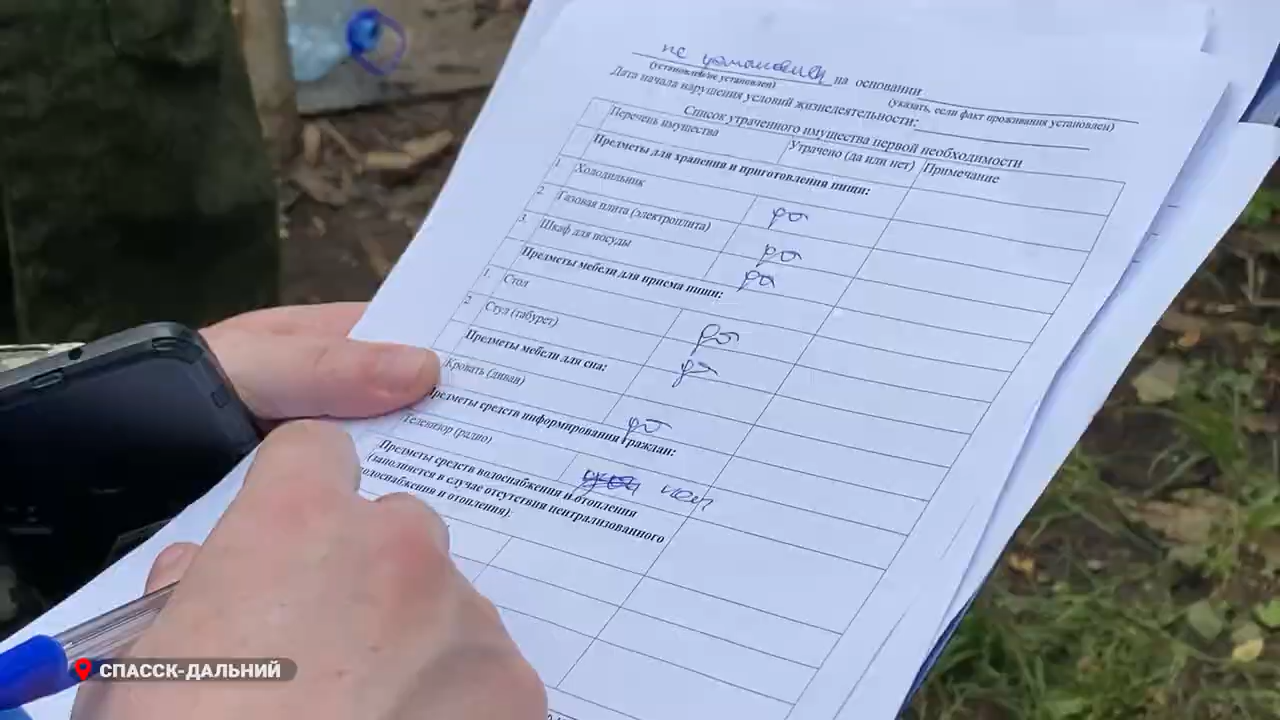 не установлен на основании
(установлен/не установлен) (указать, если факт проживания установлен)
Дата начала нарушения условий жизнедеятельности:
Список утраченного имущества первой необходимости
Перечень имущества Утрачено (да или нет) Примечание
Предметы для хранения и приготовления пищи:
1. Холодильник да
2. Газовая плита (электроплита) да
3. Шкаф для посуды да
Предметы мебели для приема пищи:
1. Стол да
2 Стул (табурет) да
Предметы мебели для сна:
Кровать (диван) да
Предметы средств информирования граждан:
Телевизор (радио) нет
Предметы средств водоснабжения и отопления
(заполняется в случае отсутствия централизованного
водоснабжения и отопления):
СПАССК-ДАЛЬНИЙ